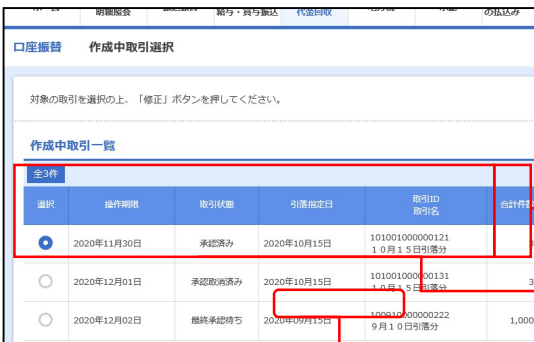 明細照会
給与・賞与振込
代金回収
の払込み
口座振替 作成中取引選択
対象の取引を選択の上、「修正」ボタンを押してください。
作成中取引一覧
全3件
選択 操作期限 取引状態 引落指定日 取引ID 取引名 合計件数
2020年11月30日 承認済み 2020年10月15日 101001000000121
10月15日引落分
2020年12月01日 承認取消済み 2020年10月15日 101001000000131 3
10月15日引落分
2020年12月02日 最終承認待ち 2020年09月15日 100910000000222 1,000
9月10日引落分